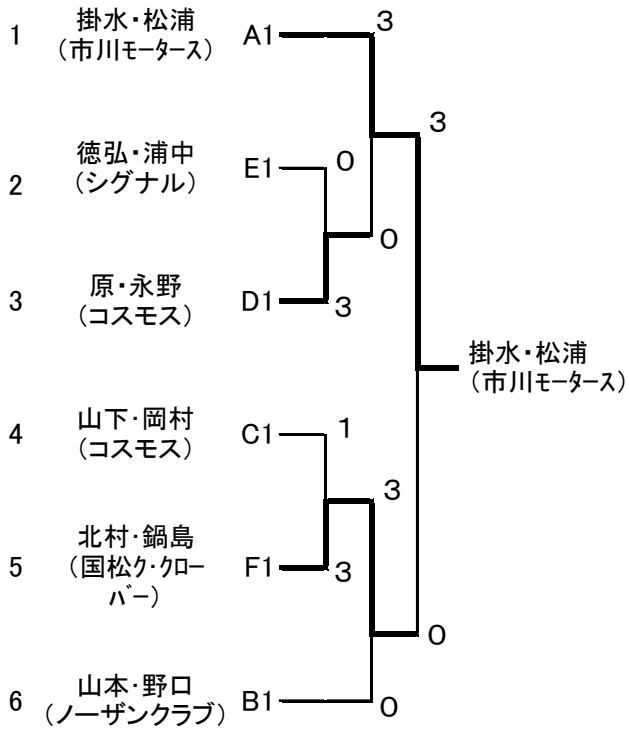 1
掛水・松浦
(市川モータース)
A1
3
3
2
徳弘・浦中
(シグナル)
E1
0
0
3
原・永野
(コスモス)
D1
3
掛水・松浦
(市川モータース)
4
山下・岡村
(コスモス)
C1
1
3
5
北村・鍋島
(国松ク・クロー
バー)
F1
3
0
6
山本・野口
(ノーザンクラブ)
B1
0